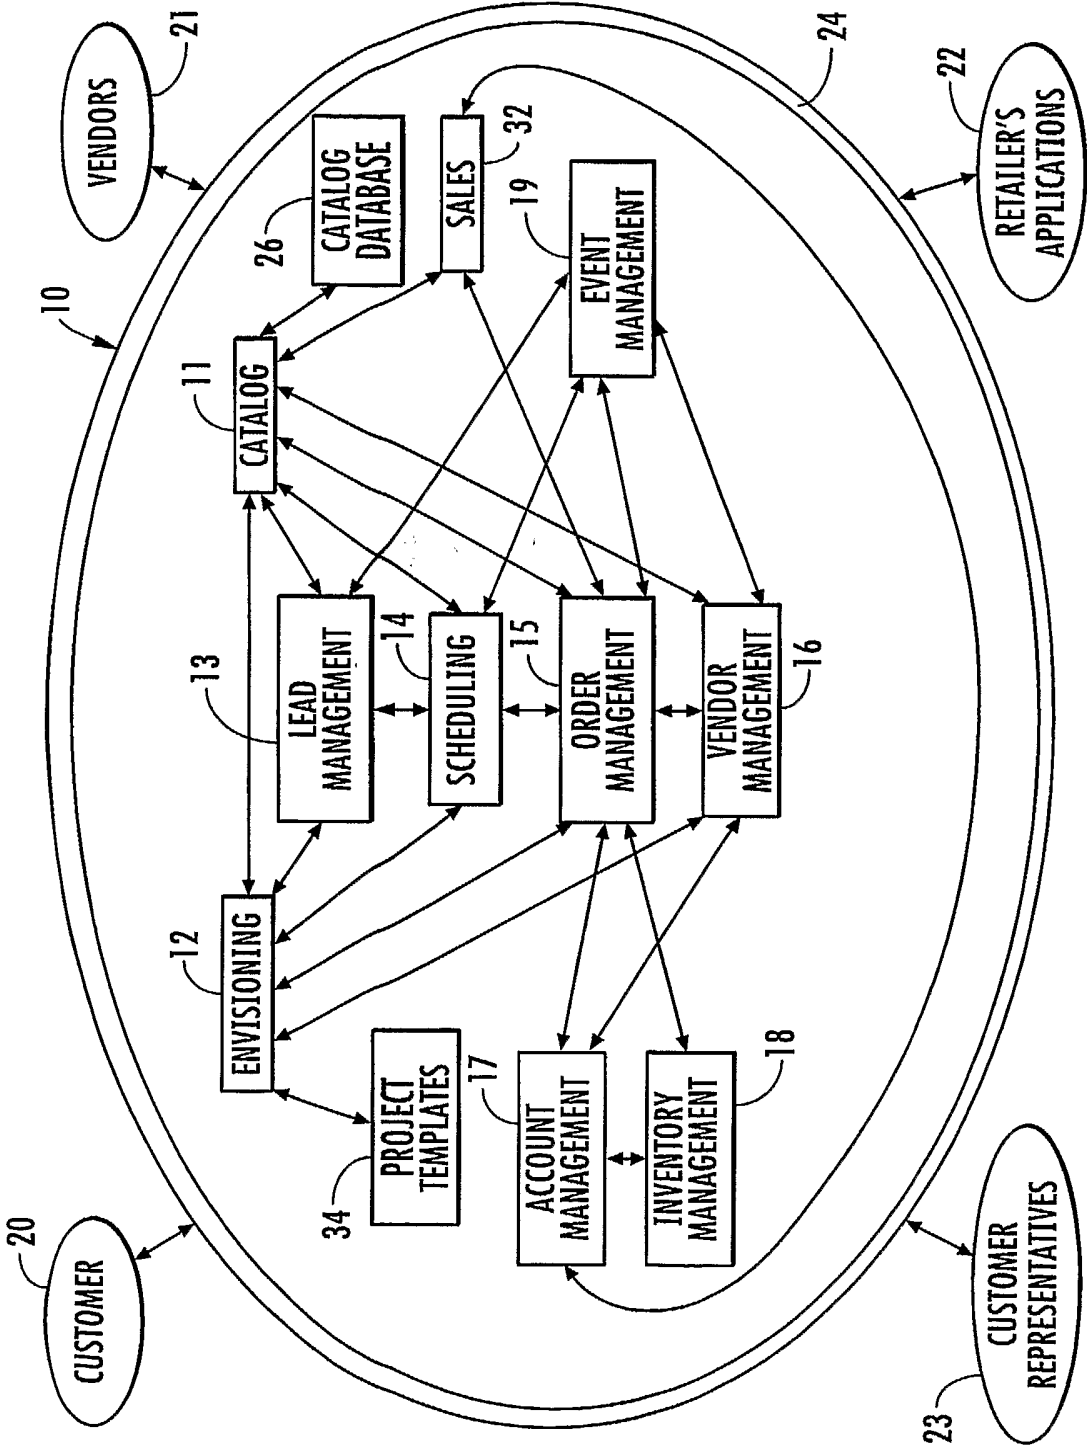 20
CUSTOMER
10
21
VENDORS
12
ENVISIONING
11
CATALOG
26
CATALOG
DATABASE
34
PROJECT
TEMPLATES
13
LEAD
MANAGEMENT
32
SALES
14
SCHEDULING
17
ACCOUNT
MANAGEMENT
15
ORDER
MANAGEMENT
19
EVENT
MANAGEMENT
18
INVENTORY
MANAGEMENT
16
VENDOR
MANAGEMENT
24
23
CUSTOMER
REPRESENTATIVES
22
RETAILER'S
APPLICATIONS